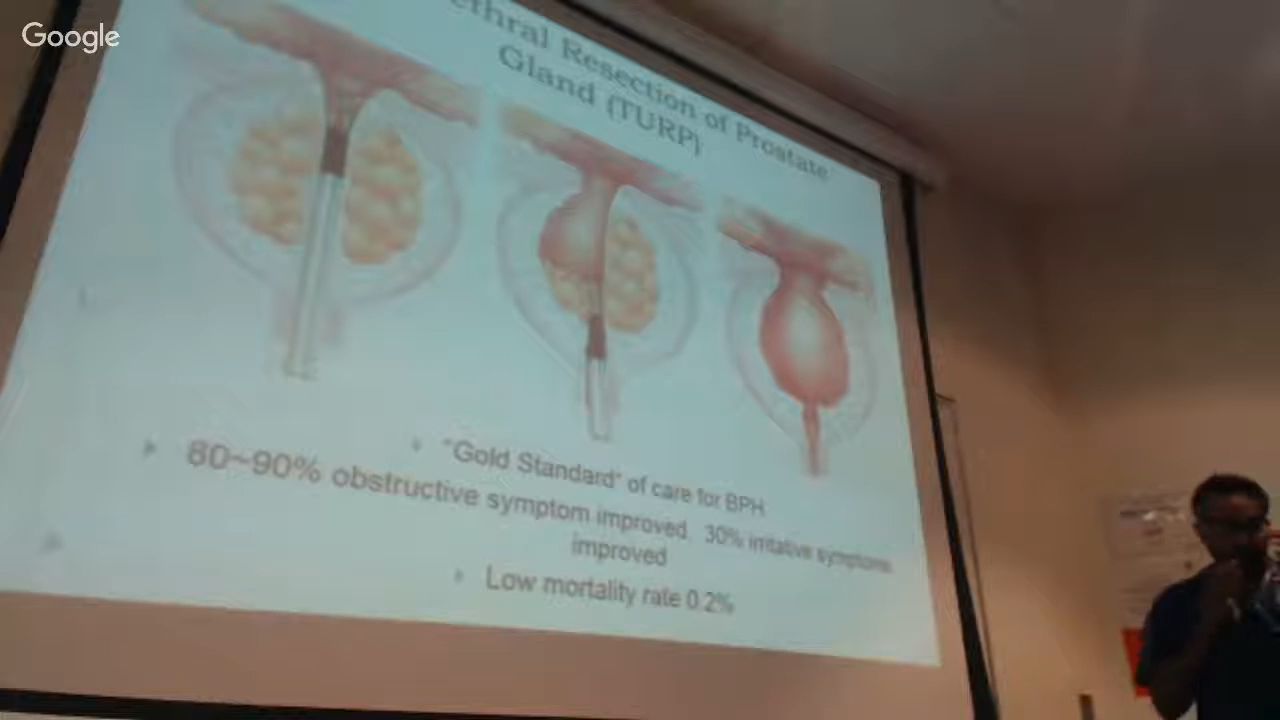 Google
ethral Resection of Prostate
Gland (TURP)
"Gold Standard" of care for BPH
80~90% obstructive symptom improved, 30% irritative symptoms
improved
Low mortality rate 0.2%